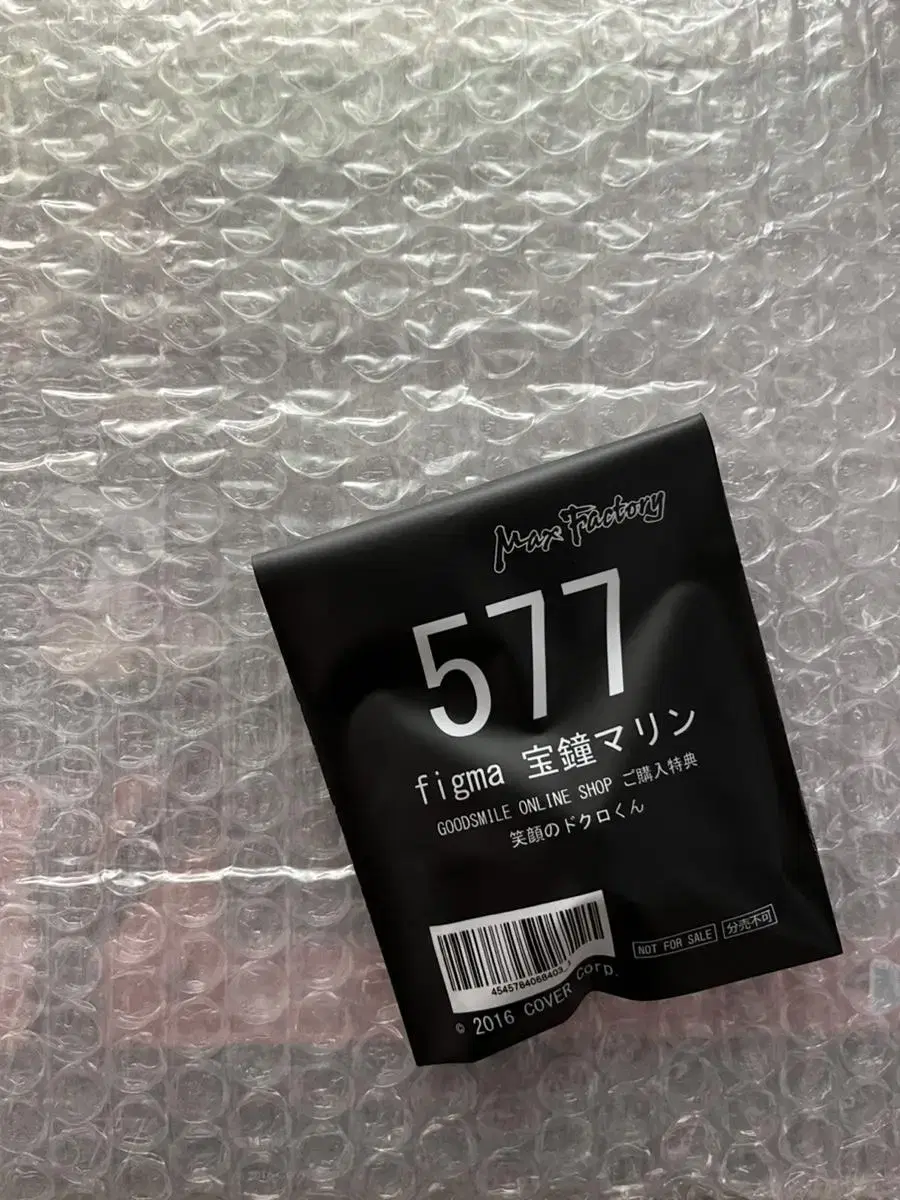 Max Factory
577
figma 宝鐘マリン
GOODSMILE ONLINE SHOP ご購入特典
笑顔のドクロくん
NOT FOR SALE 分売不可
© 2016 COVER Corp.